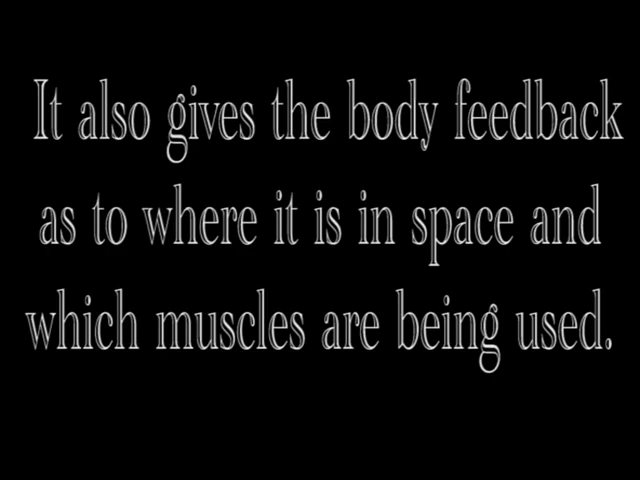 It also gives the body feedback
as to where it is in space and
which muscles are being used.